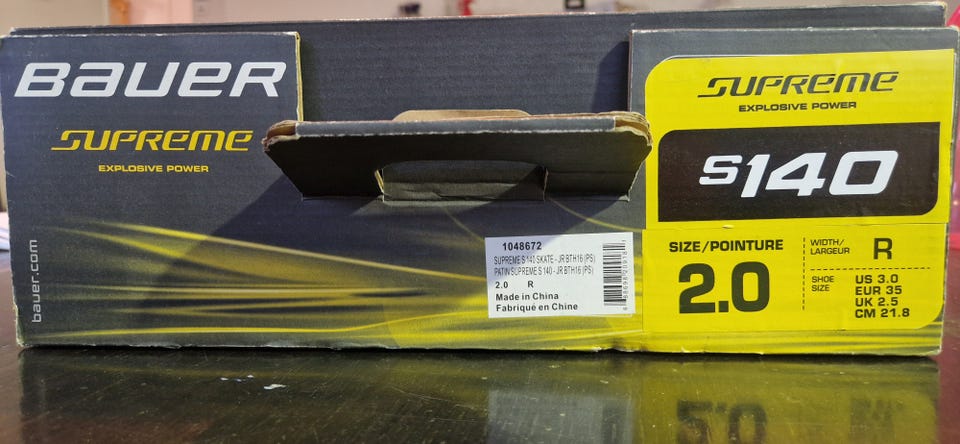 BAUER
SUPREME
EXPLOSIVE POWER
bauer.com
1048672
SUPREME S 140 SKATE - JR BTH16 (PS)
PATIN SUPREME S 140 - JR BTH16 (PS)
2.0 R
Made in China
Fabriqué en Chine
SUPREME
EXPLOSIVE POWER
S140
SIZE/POINTURE
2.0
WIDTH/
LARGEUR
R
SHOE
SIZE
US 3.0
EUR 35
UK 2.5
CM 21.8